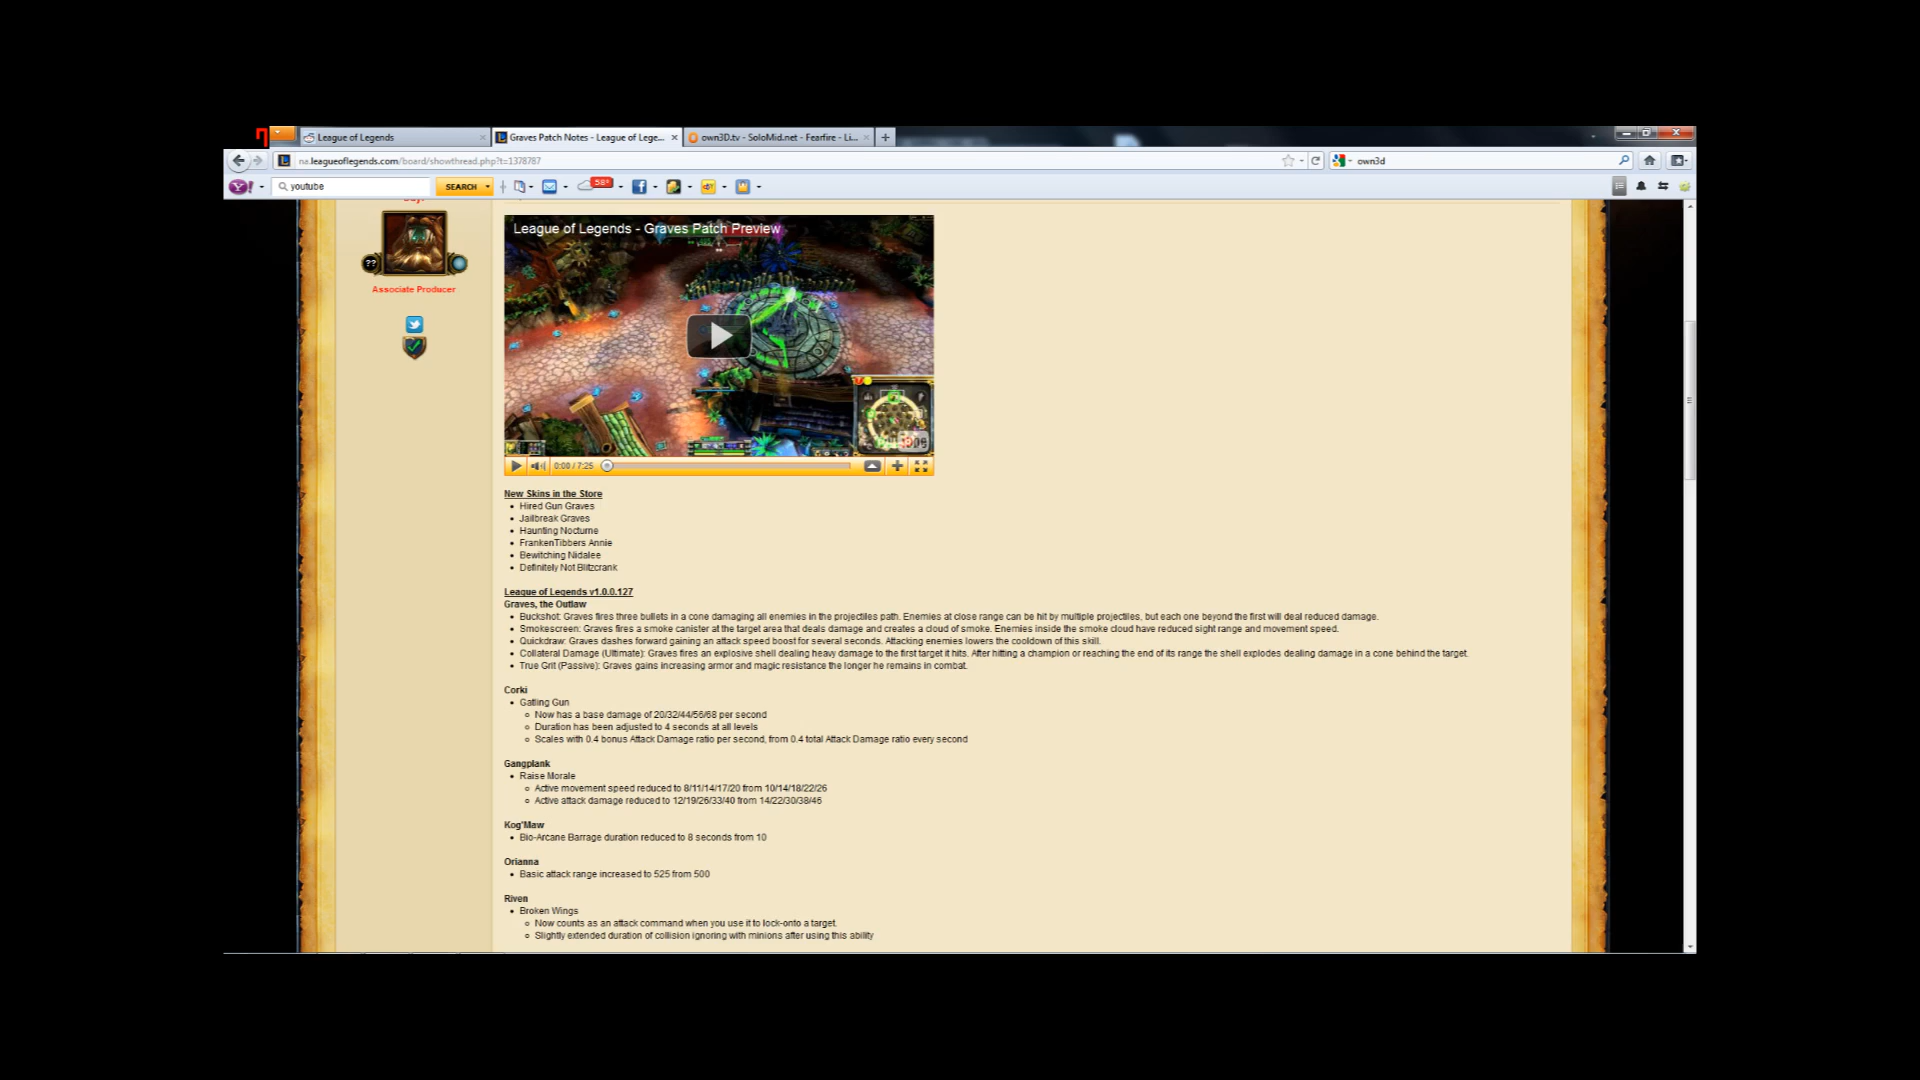 League of Legends
Graves Patch Notes - League of Lege...
own3D.tv - SoloMid.net - Fearfire - Li...
na.leagueoflegends.com/board/showthread.php?t=1378787
own3d
Y!
youtube
SEARCH
58°
??
Associate Producer
League of Legends - Graves Patch Preview
0:00 / 7:25
New Skins in the Store
Hired Gun Graves
Jailbreak Graves
Haunting Nocturne
FrankenTibbers Annie
Bewitching Nidalee
Definitely Not Blitzcrank
League of Legends v1.0.0.127
Graves, the Outlaw
Buckshot: Graves fires three bullets in a cone damaging all enemies in the projectiles path. Enemies at close range can be hit by multiple projectiles, but each one beyond the first will deal reduced damage.
Smokescreen: Graves fires a smoke canister at the target area that deals damage and creates a cloud of smoke. Enemies inside the smoke cloud have reduced sight range and movement speed.
Quickdraw: Graves dashes forward gaining an attack speed boost for several seconds. Attacking enemies lowers the cooldown of this skill.
Collateral Damage (Ultimate): Graves fires an explosive shell dealing heavy damage to the first target it hits. After hitting a champion or reaching the end of its range the shell explodes dealing damage in a cone behind the target.
True Grit (Passive): Graves gains increasing armor and magic resistance the longer he remains in combat.
Corki
Gatling Gun
Now has a base damage of 20/32/44/56/68 per second
Duration has been adjusted to 4 seconds at all levels
Scales with 0.4 bonus Attack Damage ratio per second, from 0.4 total Attack Damage ratio every second
Gangplank
Raise Morale
Active movement speed reduced to 8/11/14/17/20 from 10/14/18/22/26
Active attack damage reduced to 12/19/26/33/40 from 14/22/30/38/46
Kog'Maw
Bio-Arcane Barrage duration reduced to 8 seconds from 10
Orianna
Basic attack range increased to 525 from 500
Riven
Broken Wings
Now counts as an attack command when you use it to lock-onto a target.
Slightly extended duration of collision ignoring with minions after using this ability